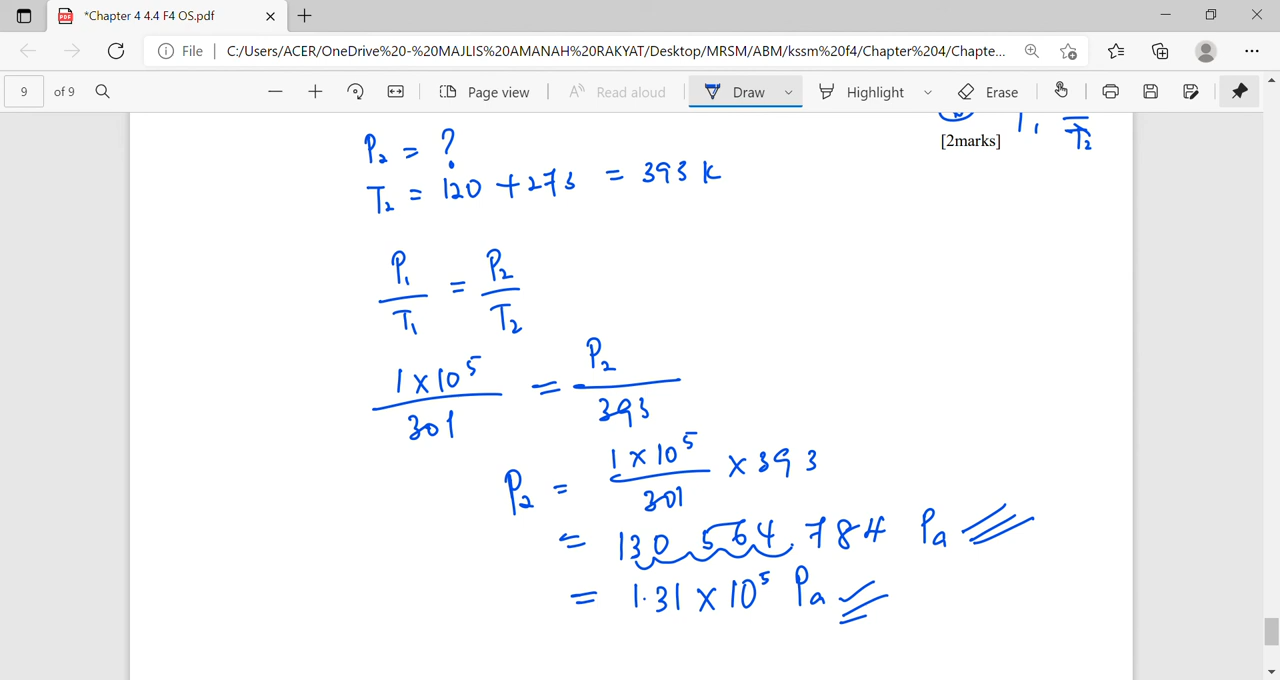 *Chapter 4 4.4 F4 OS.pdf
File C:/Users/ACER/OneDrive%20-%20MAJLIS%20AMANAH%20RAKYAT/Desktop/MRSM/ABM/kssm%20f4/Chapter%204/Chapte...
9 of 9 Page view Read aloud Draw Highlight Erase
T₁ T₂
[2marks]
P₂ = ?
T₂ = 120 + 273 = 393 K
P₁/T₁ = P₂/T₂
1 x 10⁵/301 = P₂/393
P₂ = 1 x 10⁵/301 x 393
= 130 564.784 Pa
= 1.31 x 10⁵ Pa